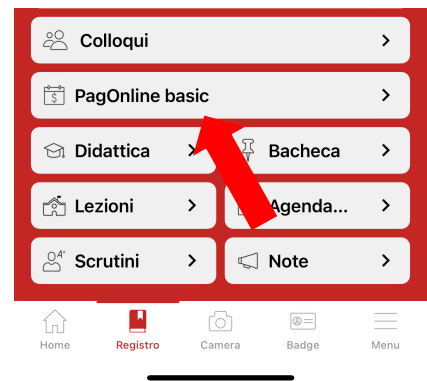 Colloqui
PagOnline basic
Didattica
Bacheca
Lezioni
Agenda...
Scrutini
Note
Home
Registro
Camera
Badge
Menu